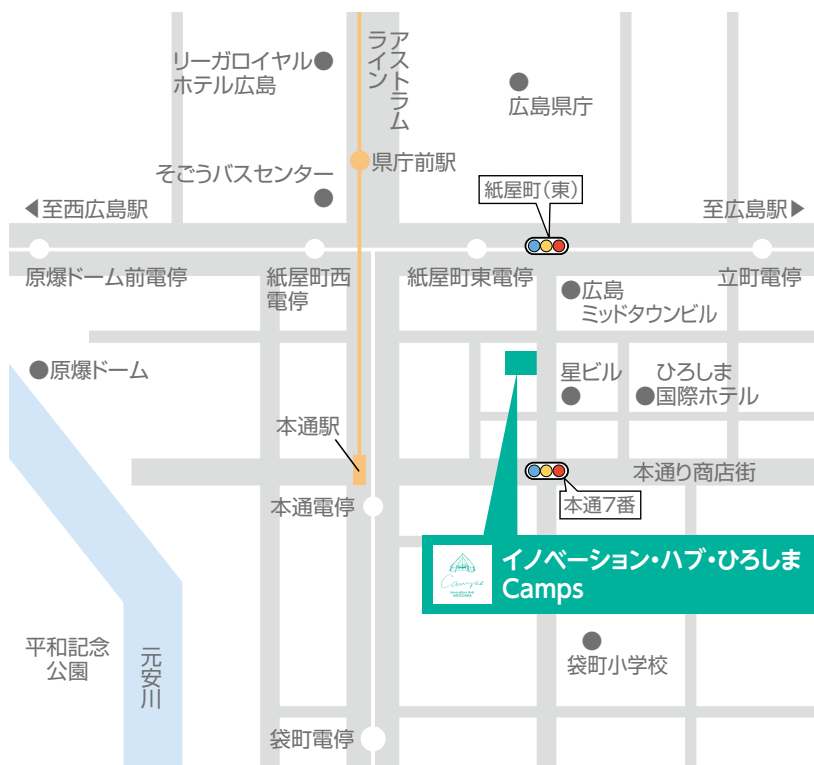 リーガロイヤル
ホテル広島
アストラム
ライン
広島県庁
県庁前駅
そごうバスセンター
紙屋町(東)
◀至西広島駅
至広島駅▶
原爆ドーム前電停
紙屋町西
電停
紙屋町東電停
立町電停
広島
ミッドタウンビル
原爆ドーム
星ビル
ひろしま
国際ホテル
本通駅
本通り商店街
本通電停
本通7番
イノベーション・ハブ・ひろしま
Camps
Camps
Innovation Hub
HIROSHIMA
平和記念
公園
元安川
袋町小学校
袋町電停